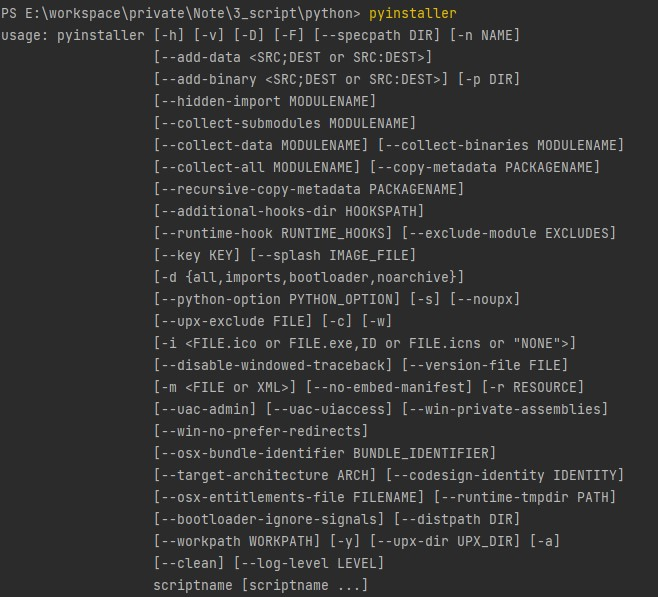 PS E:\workspace\private\Note\3_script\python> pyinstaller
usage: pyinstaller [-h] [-v] [-D] [-F] [--specpath DIR] [-n NAME]
[--add-data <SRC;DEST or SRC:DEST>]
[--add-binary <SRC;DEST or SRC:DEST>] [-p DIR]
[--hidden-import MODULENAME]
[--collect-submodules MODULENAME]
[--collect-data MODULENAME] [--collect-binaries MODULENAME]
[--collect-all MODULENAME] [--copy-metadata PACKAGENAME]
[--recursive-copy-metadata PACKAGENAME]
[--additional-hooks-dir HOOKSPATH]
[--runtime-hook RUNTIME_HOOKS] [--exclude-module EXCLUDES]
[--key KEY] [--splash IMAGE_FILE]
[-d {all,imports,bootloader,noarchive}]
[--python-option PYTHON_OPTION] [-s] [--noupx]
[--upx-exclude FILE] [-c] [-w]
[-i <FILE.ico or FILE.exe,ID or FILE.icns or "NONE">]
[--disable-windowed-traceback] [--version-file FILE]
[-m <FILE or XML>] [--no-embed-manifest] [-r RESOURCE]
[--uac-admin] [--uac-uiaccess] [--win-private-assemblies]
[--win-no-prefer-redirects]
[--osx-bundle-identifier BUNDLE_IDENTIFIER]
[--target-architecture ARCH] [--codesign-identity IDENTITY]
[--osx-entitlements-file FILENAME] [--runtime-tmpdir PATH]
[--bootloader-ignore-signals] [--distpath DIR]
[--workpath WORKPATH] [-y] [--upx-dir UPX_DIR] [-a]
[--clean] [--log-level LEVEL]
scriptname [scriptname ...]